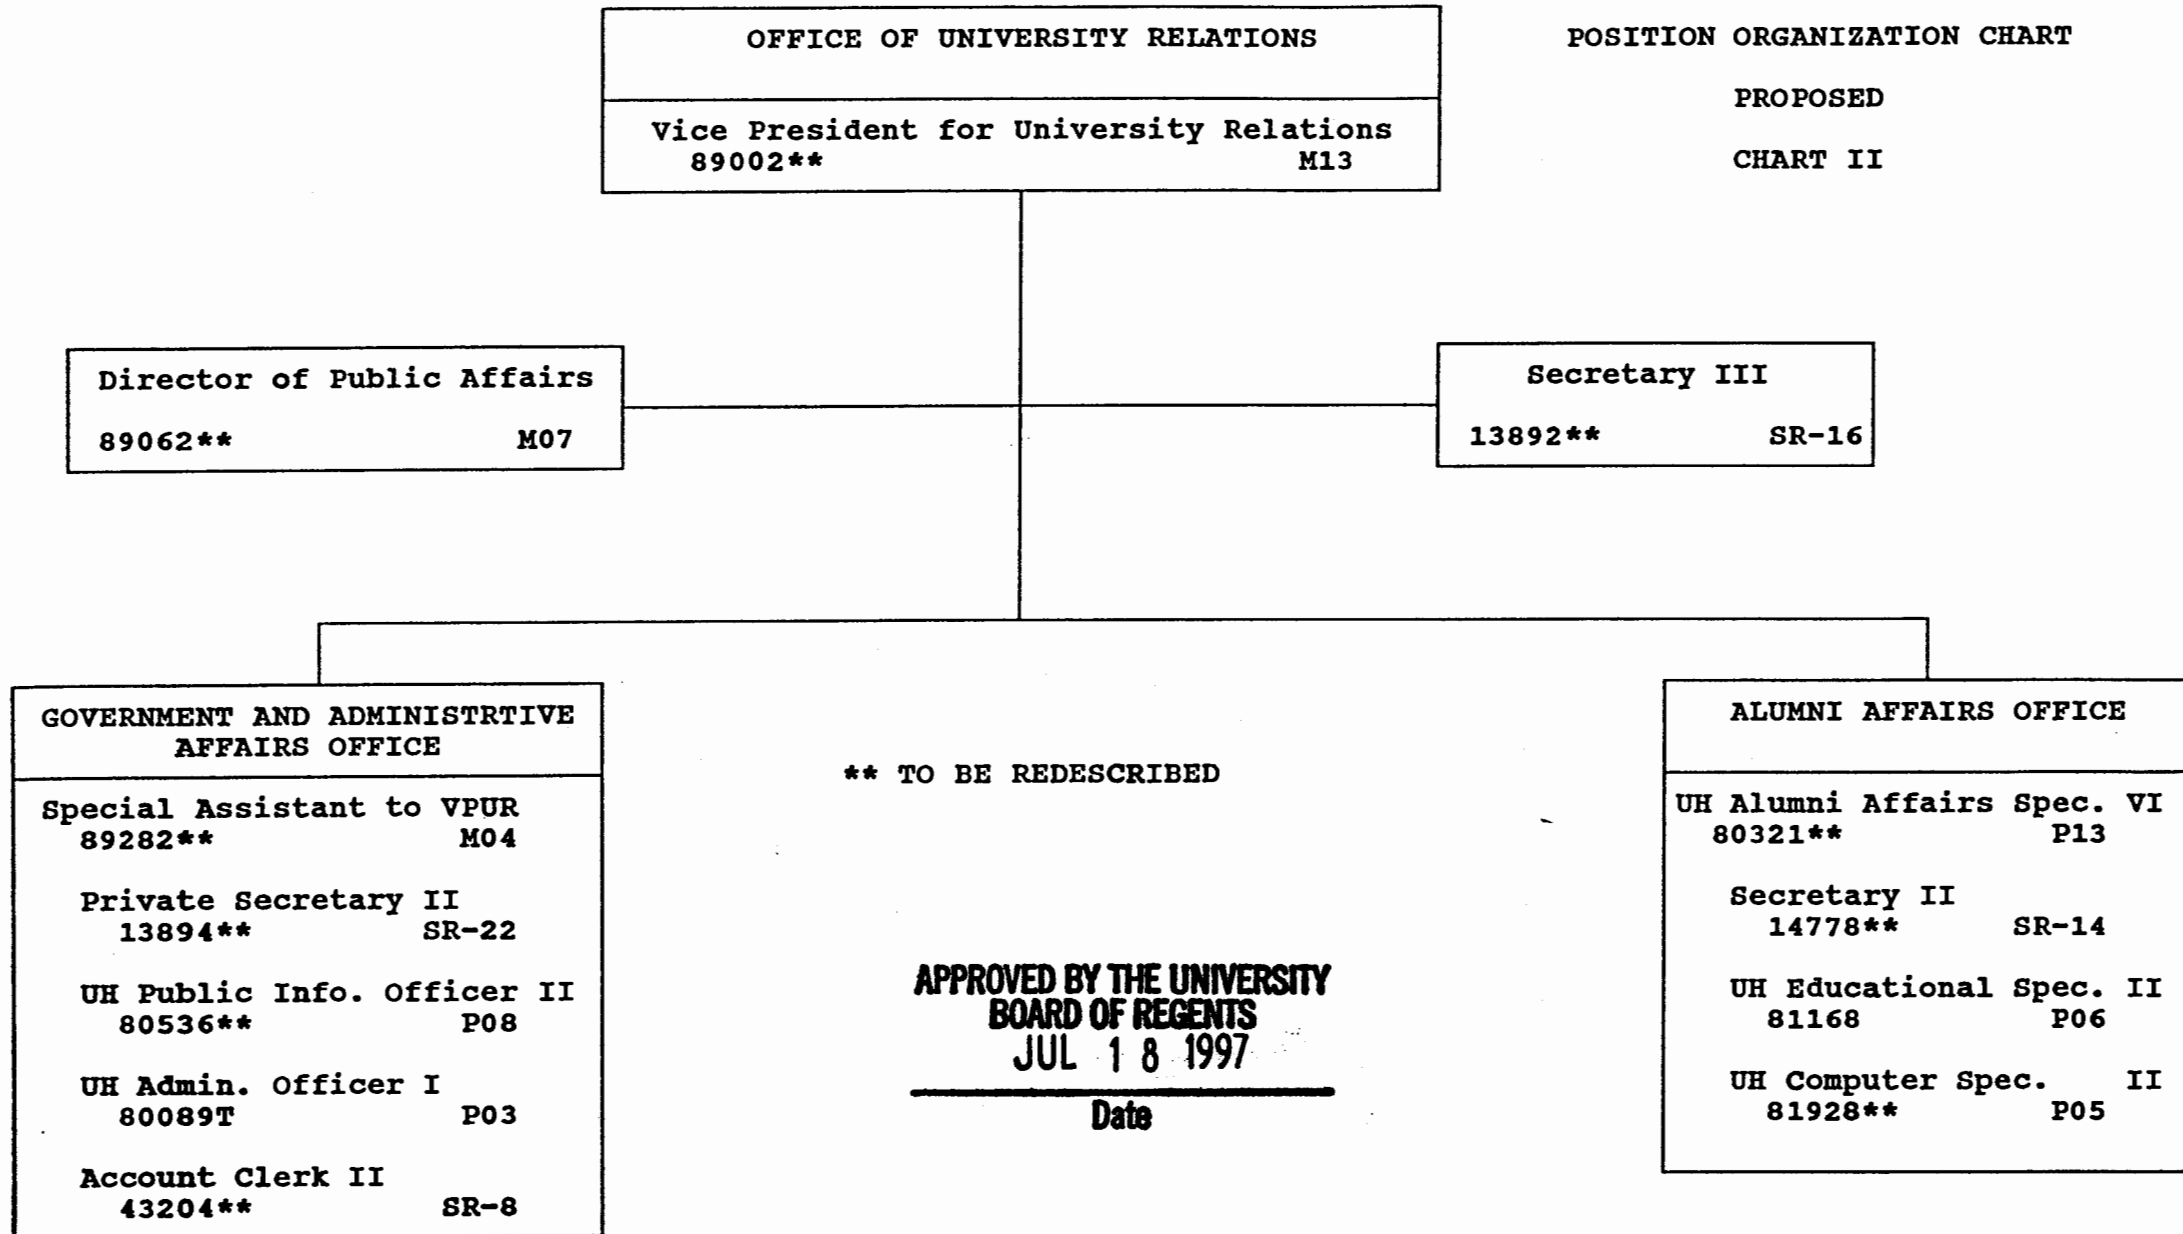 OFFICE OF UNIVERSITY RELATIONS
Vice President for University Relations
89002** M13
POSITION ORGANIZATION CHART
PROPOSED
CHART II
Director of Public Affairs
89062** M07
Secretary III
13892** SR-16
GOVERNMENT AND ADMINISTRTIVE
AFFAIRS OFFICE
Special Assistant to VPUR
89282** M04
Private Secretary II
13894** SR-22
UH Public Info. Officer II
80536** P08
UH Admin. Officer I
80089T P03
Account Clerk II
43204** SR-8
** TO BE REDESCRIBED
APPROVED BY THE UNIVERSITY
BOARD OF REGENTS
JUL 18 1997
Date
ALUMNI AFFAIRS OFFICE
UH Alumni Affairs Spec. VI
80321** P13
Secretary II
14778** SR-14
UH Educational Spec. II
81168 P06
UH Computer Spec. II
81928** P05